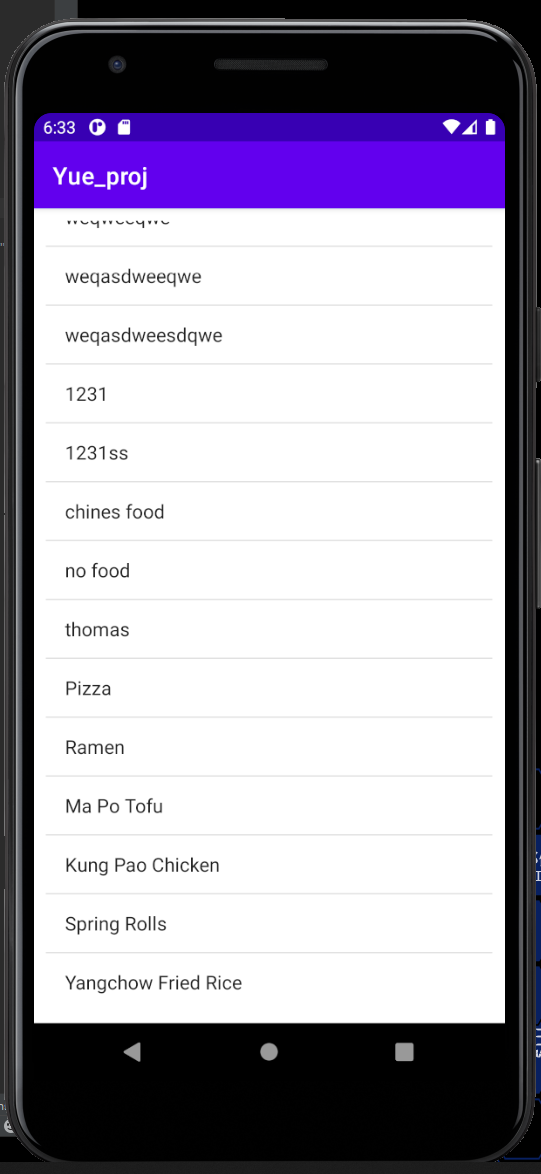 6:33
Yue_proj
weqweeqwe
weqasdweeqwe
weqasdweesdqwe
1231
1231ss
chines food
no food
thomas
Pizza
Ramen
Ma Po Tofu
Kung Pao Chicken
Spring Rolls
Yangchow Fried Rice